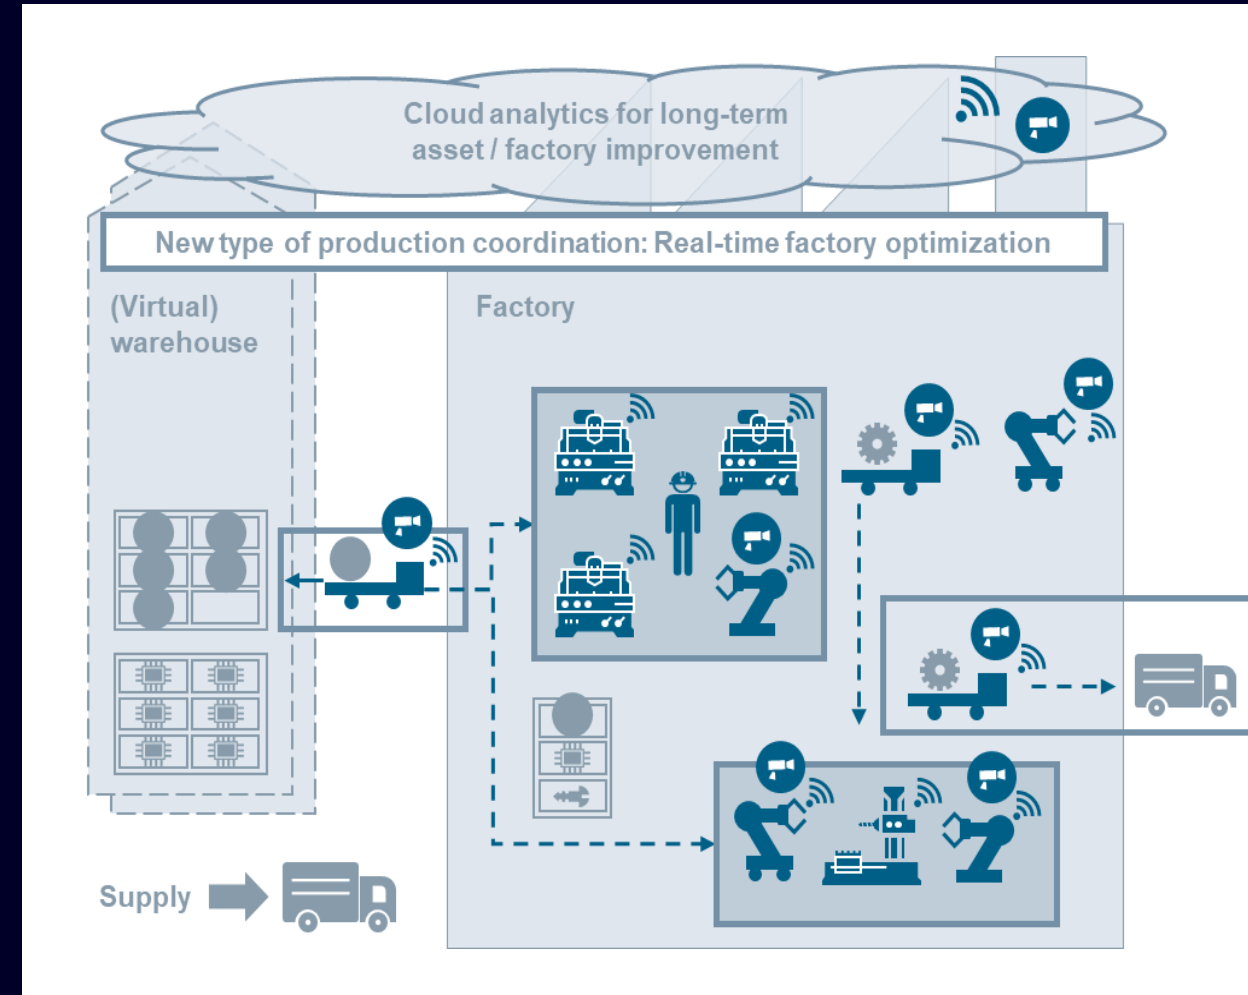 Cloud analytics for long-term
asset / factory improvement
New type of production coordination: Real-time factory optimization
(Virtual)
warehouse
Factory
Supply